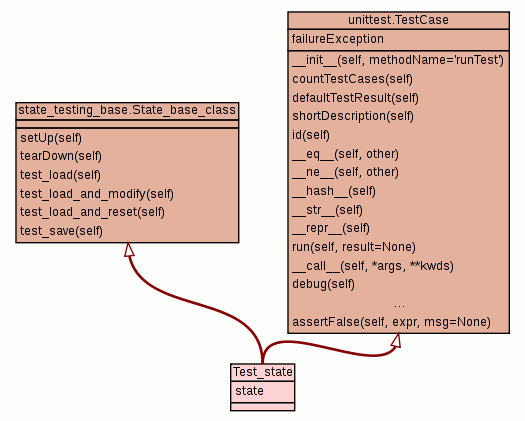 unittest.TestCase
failureException
__init__(self, methodName='runTest')
countTestCases(self)
defaultTestResult(self)
shortDescription(self)
id(self)
__eq__(self, other)
__ne__(self, other)
__hash__(self)
__str__(self)
__repr__(self)
run(self, result=None)
__call__(self, *args, **kwds)
debug(self)
...
assertFalse(self, expr, msg=None)
state_testing_base.State_base_class
setUp(self)
tearDown(self)
test_load(self)
test_load_and_modify(self)
test_load_and_reset(self)
test_save(self)
Test_state
state